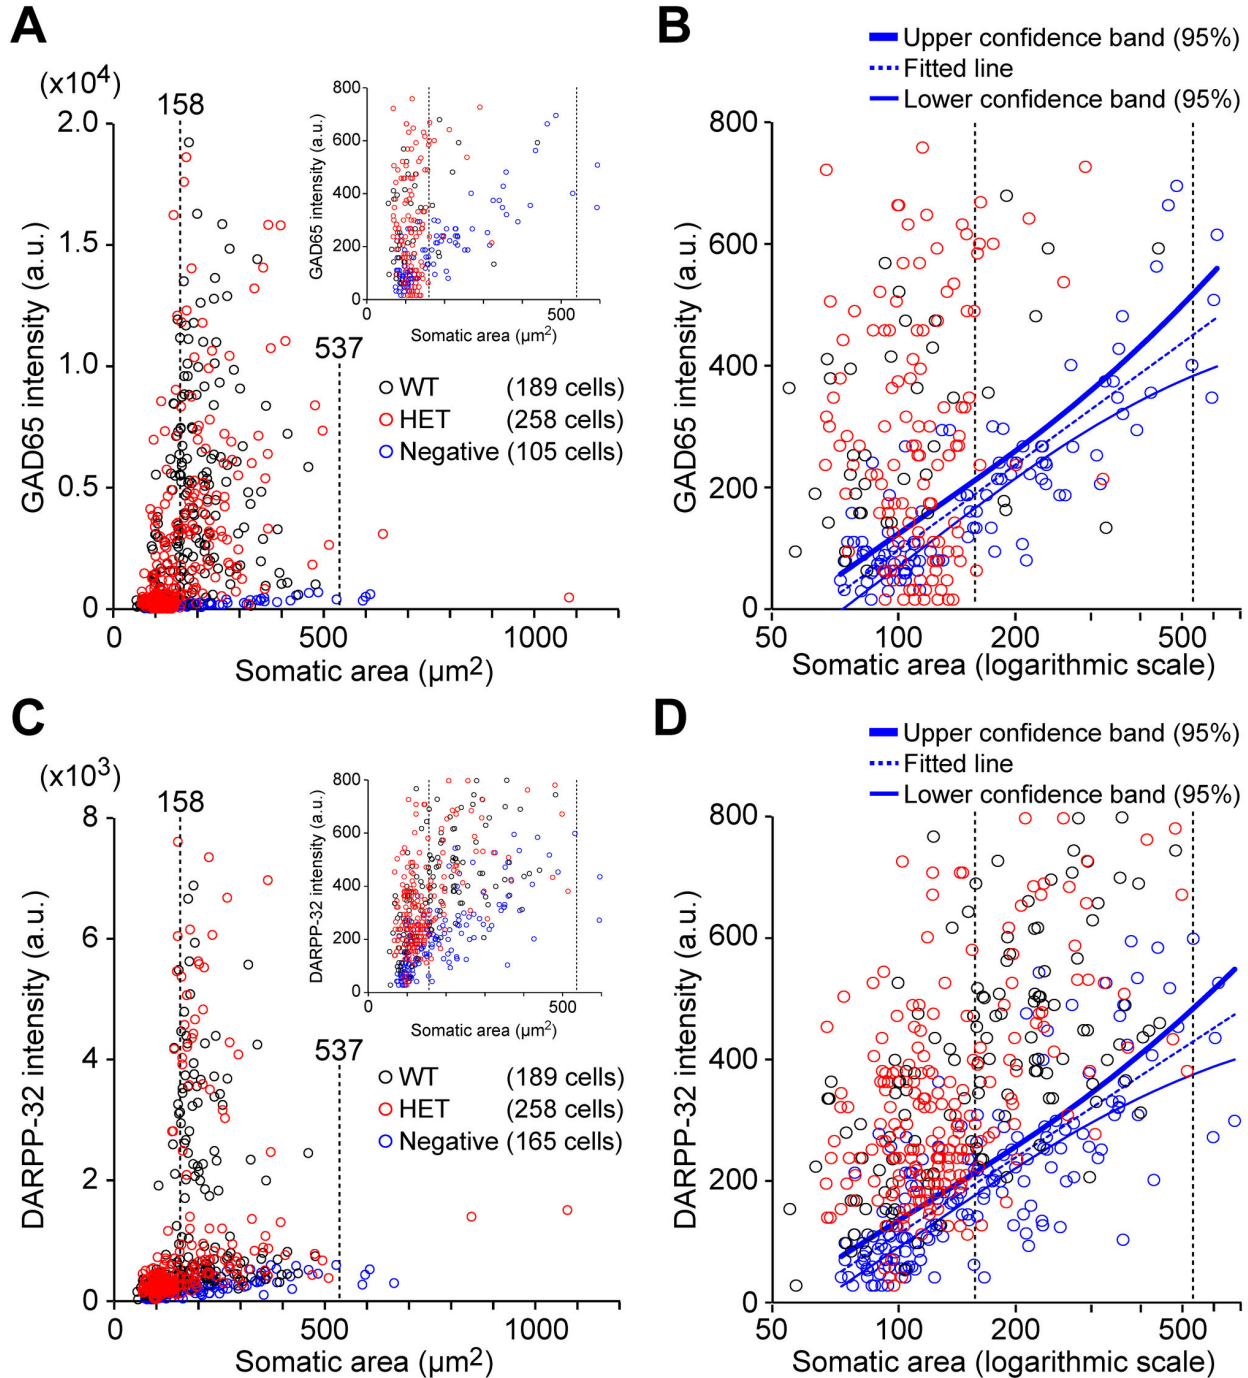 A
(x10⁴)
158
2.0
1.5
1.0
0.5
0
GAD65 intensity (a.u.)
0 500 1000
Somatic area (µm²)
800
600
400
200
0
GAD65 intensity (a.u.)
0 500
Somatic area (µm²)
537
WT (189 cells)
HET (258 cells)
Negative (105 cells)
B
Upper confidence band (95%)
Fitted line
Lower confidence band (95%)
800
600
400
200
0
GAD65 intensity (a.u.)
50 100 200 500
Somatic area (logarithmic scale)
C
(x10³)
158
8
6
4
2
0
DARPP-32 intensity (a.u.)
0 500 1000
Somatic area (µm²)
800
600
400
200
0
DARPP-32 intensity (a.u.)
0 500
Somatic area (µm²)
537
WT (189 cells)
HET (258 cells)
Negative (165 cells)
D
Upper confidence band (95%)
Fitted line
Lower confidence band (95%)
800
600
400
200
0
DARPP-32 intensity (a.u.)
50 100 200 500
Somatic area (logarithmic scale)